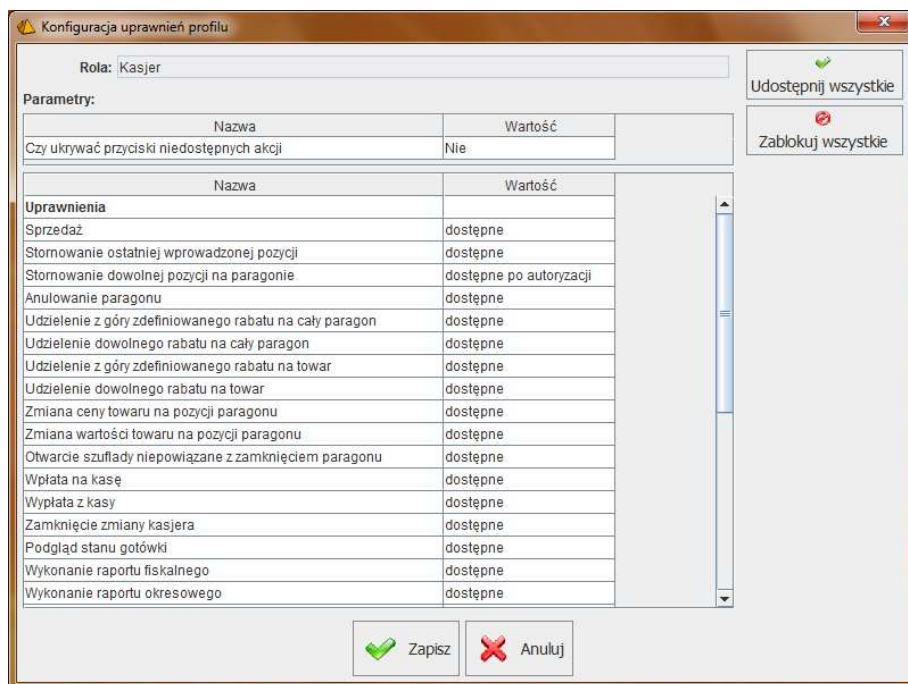 Konfiguracja uprawnień profilu
Rola: Kasjer
Udostępnij wszystkie
Parametry:
Nazwa Wartość
Zablokuj wszystkie
Czy ukrywać przyciski niedostępnych akcji Nie
Nazwa Wartość
Uprawnienia
Sprzedaż dostępne
Stornowanie ostatniej wprowadzonej pozycji dostępne
Stornowanie dowolnej pozycji na paragonie dostępne po autoryzacji
Anulowanie paragonu dostępne
Udzielenie z góry zdefiniowanego rabatu na cały paragon dostępne
Udzielenie dowolnego rabatu na cały paragon dostępne
Udzielenie z góry zdefiniowanego rabatu na towar dostępne
Udzielenie dowolnego rabatu na towar dostępne
Zmiana ceny towaru na pozycji paragonu dostępne
Zmiana wartości towaru na pozycji paragonu dostępne
Otwarcie szuflady niepowiązane z zamknięciem paragonu dostępne
Wpłata na kasę dostępne
Wypłata z kasy dostępne
Zamknięcie zmiany kasjera dostępne
Podgląd stanu gotówki dostępne
Wykonanie raportu fiskalnego dostępne
Wykonanie raportu okresowego dostępne
Zapisz Anuluj